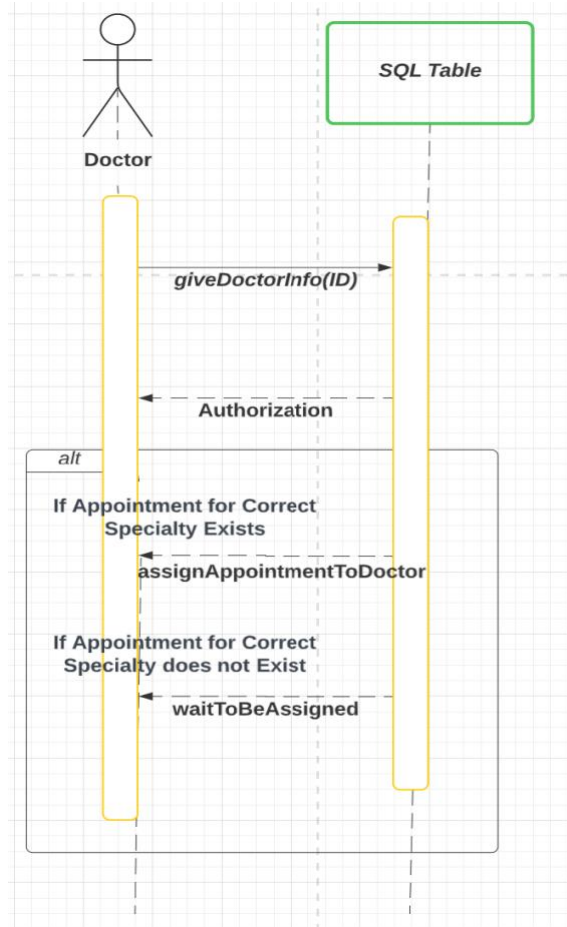 SQL Table
Doctor
giveDoctorInfo(ID)
Authorization
alt
If Appointment for Correct
Specialty Exists
assignAppointmentToDoctor
If Appointment for Correct
Specialty does not Exist
waitToBeAssigned